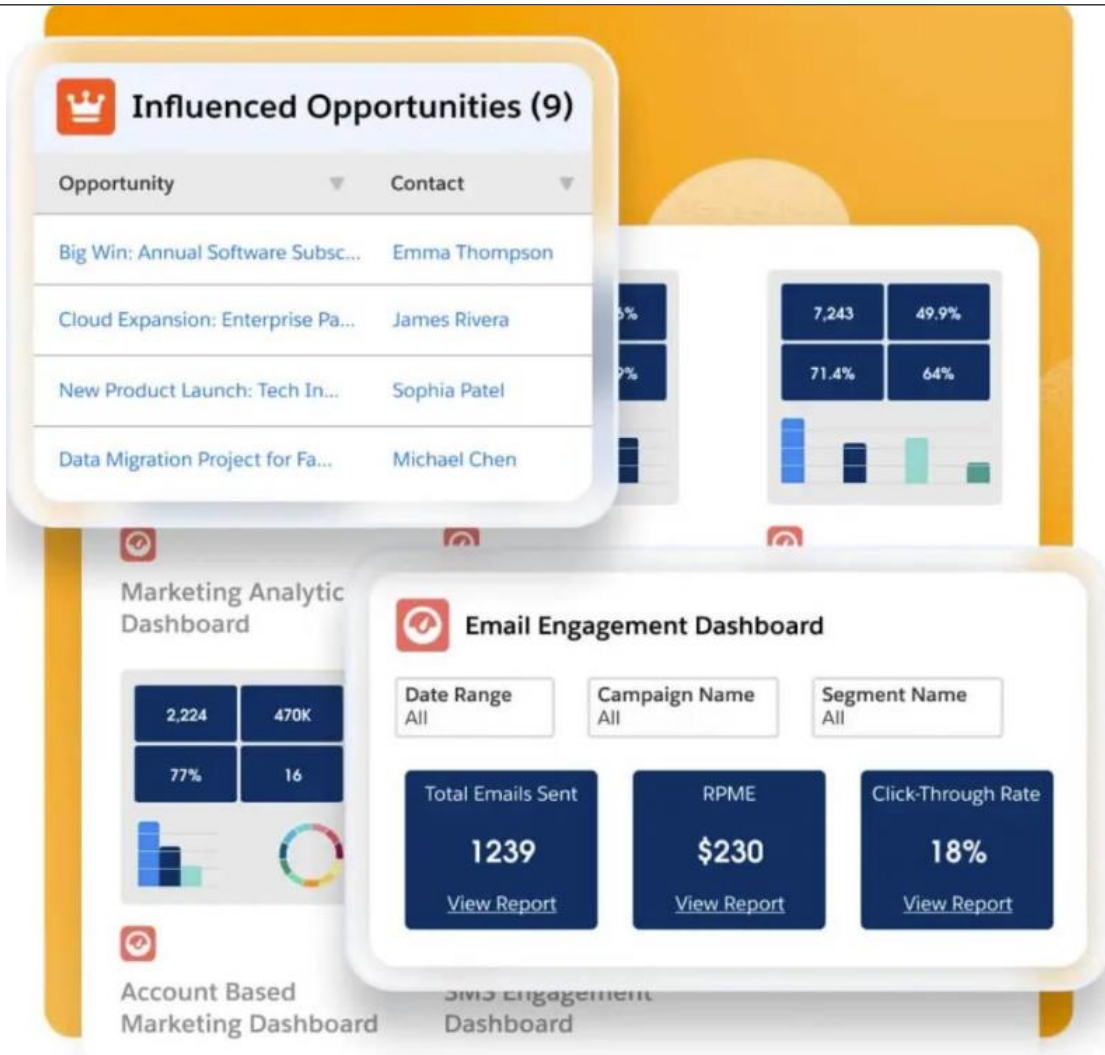 Influenced Opportunities (9)
Opportunity Contact
Big Win: Annual Software Subsc... Emma Thompson
Cloud Expansion: Enterprise Pa... James Rivera
New Product Launch: Tech In... Sophia Patel
Data Migration Project for Fa... Michael Chen
7,243 49.9%
71.4% 64%
Marketing Analytic
Dashboard
2,224 470K
77% 16
Account Based
Marketing Dashboard
Email Engagement Dashboard
Date Range Campaign Name Segment Name
All All All
Total Emails Sent RPME Click-Through Rate
1239 $230 18%
View Report View Report View Report
SMS Engagement
Dashboard